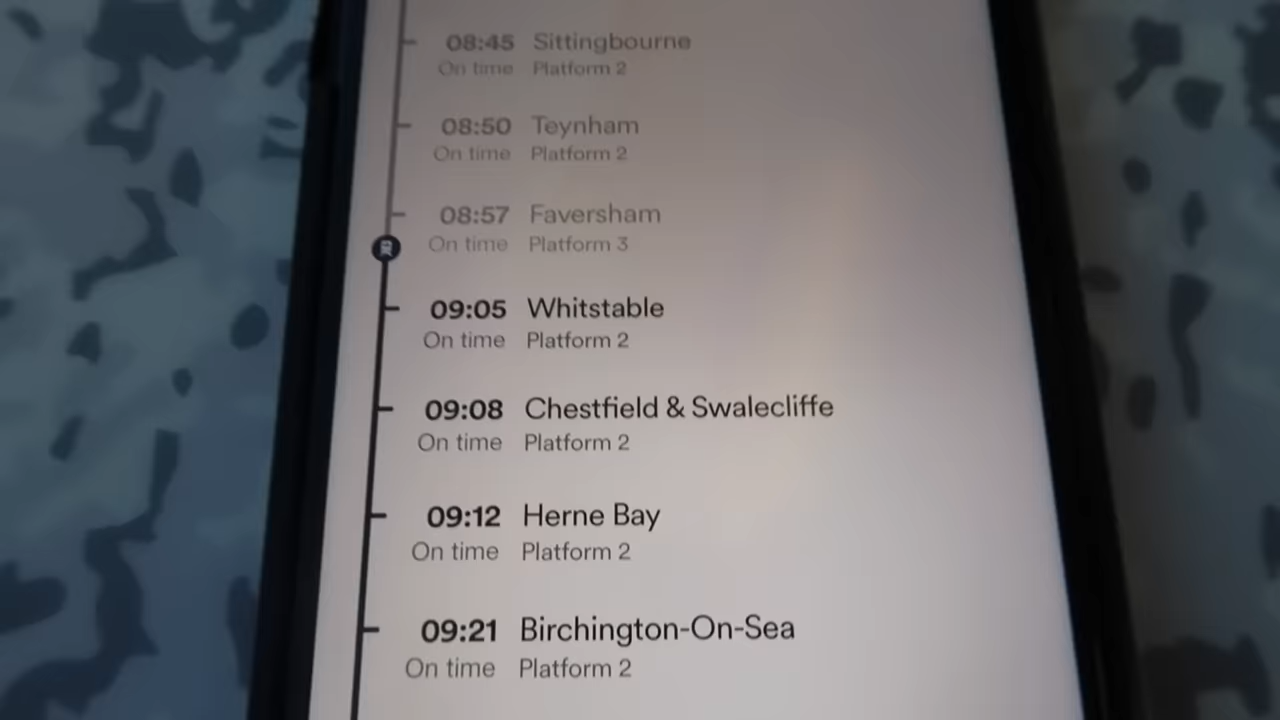 08:45 Sittingbourne
On time Platform 2
08:50 Teynham
On time Platform 2
08:57 Faversham
On time Platform 3
09:05 Whitstable
On time Platform 2
09:08 Chestfield & Swalecliffe
On time Platform 2
09:12 Herne Bay
On time Platform 2
09:21 Birchington-On-Sea
On time Platform 2